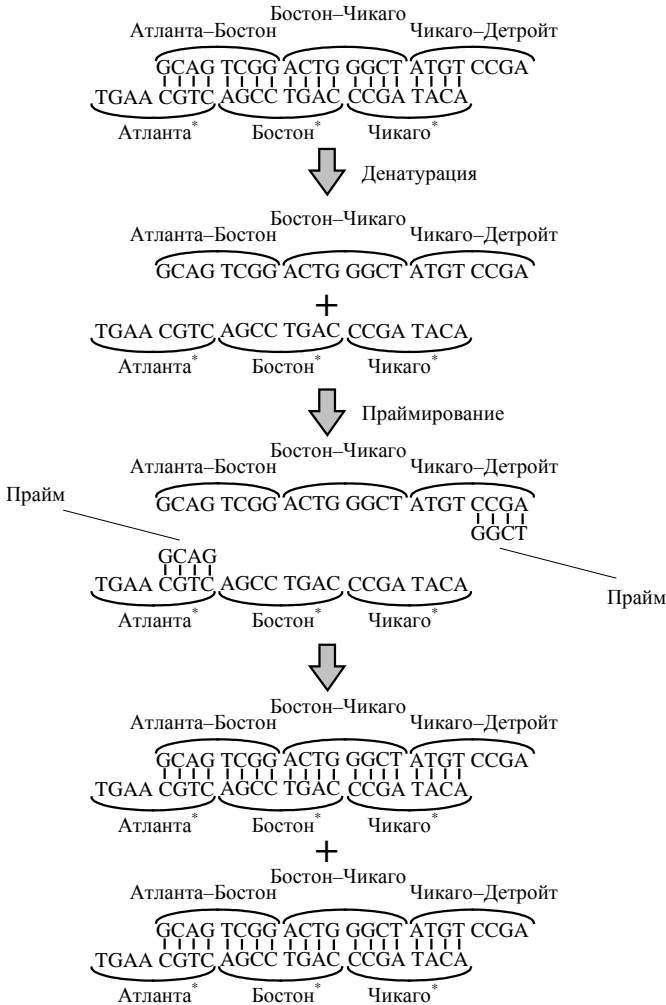 Бостон–Чикаго
Атланта–Бостон Чикаго–Детройт
GCAG TCGG ACTG GGCT ATGT CCGA
TGAA CGTC AGCC TGAC CCGA TACA
Атланта* Бостон* Чикаго*
Денатурация
Бостон–Чикаго
Атланта–Бостон Чикаго–Детройт
GCAG TCGG ACTG GGCT ATGT CCGA
+
TGAA CGTC AGCC TGAC CCGA TACA
Атланта* Бостон* Чикаго*
Праймирование
Бостон–Чикаго
Атланта–Бостон Чикаго–Детройт
Прайм
GCAG TCGG ACTG GGCT ATGT CCGA
GGCT
GCAG
TGAA CGTC AGCC TGAC CCGA TACA
Прайм
Атланта* Бостон* Чикаго*
Бостон–Чикаго
Атланта–Бостон Чикаго–Детройт
GCAG TCGG ACTG GGCT ATGT CCGA
TGAA CGTC AGCC TGAC CCGA TACA
Атланта* Бостон* Чикаго*
+
Бостон–Чикаго
Атланта–Бостон Чикаго–Детройт
GCAG TCGG ACTG GGCT ATGT CCGA
TGAA CGTC AGCC TGAC CCGA TACA
Атланта* Бостон* Чикаго*